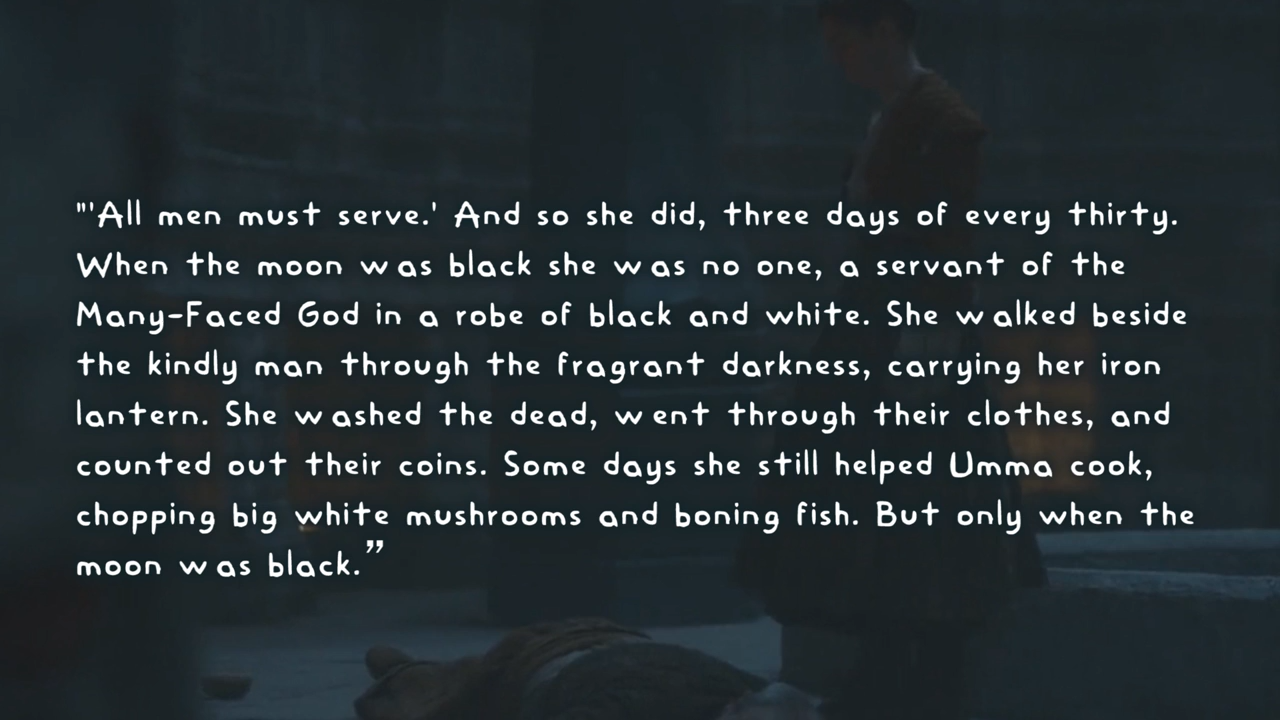 "'All men must serve.' And so she did, three days of every thirty.
When the moon was black she was no one, a servant of the
Many-Faced God in a robe of black and white. She walked beside
the kindly man through the fragrant darkness, carrying her iron
lantern. She washed the dead, went through their clothes, and
counted out their coins. Some days she still helped Umma cook,
chopping big white mushrooms and boning fish. But only when the
moon was black.”